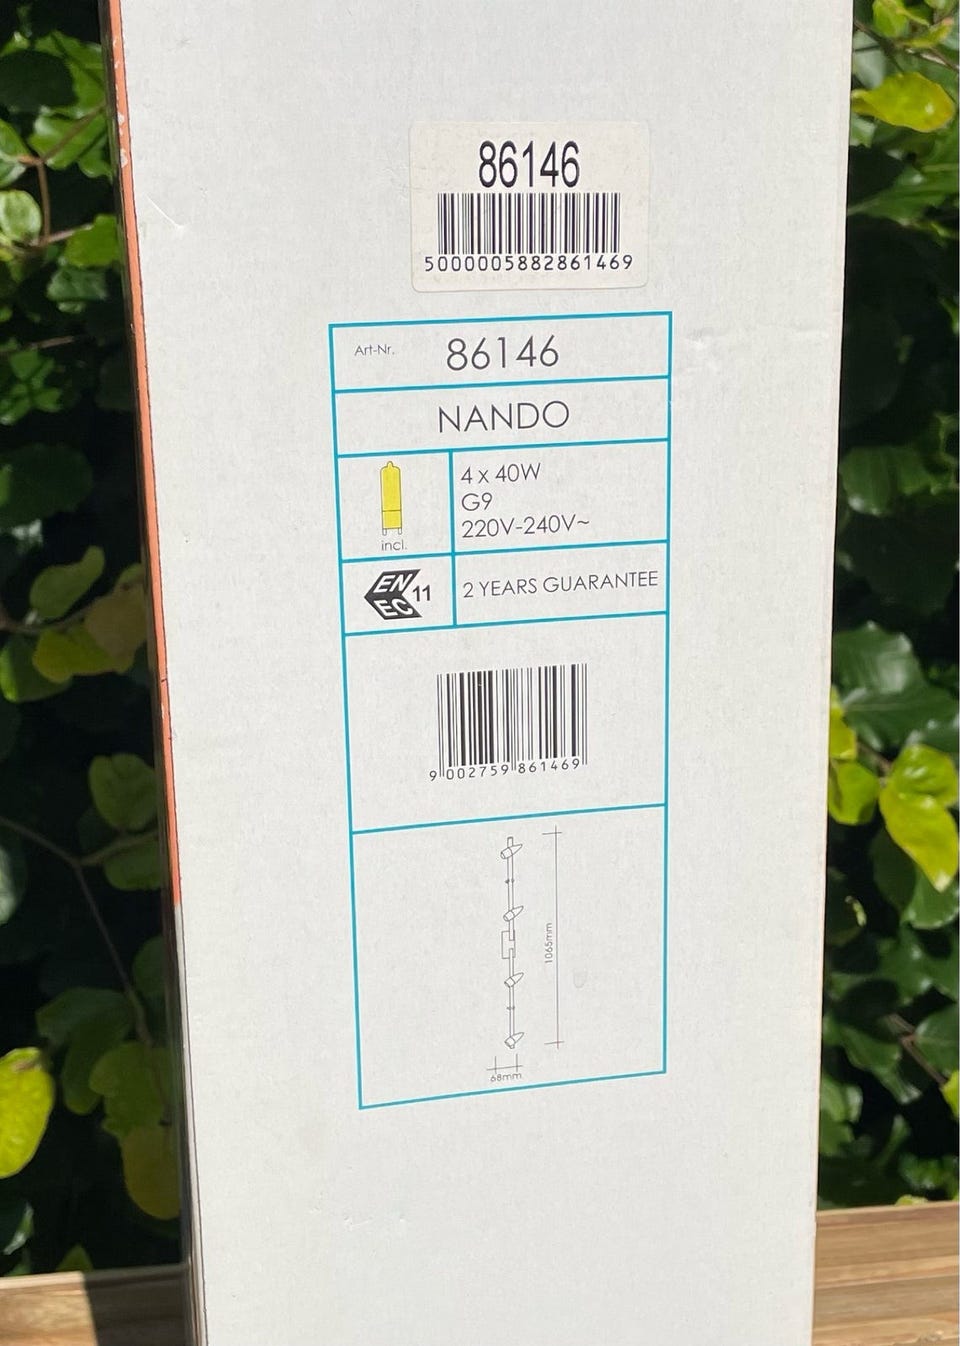 86146
5000005882861469
Art-Nr. 86146
NANDO
4 x 40W
G9
220V-240V~
incl.
EN
EC 11
2 YEARS GUARANTEE
9 002759 861469
1065mm
68mm